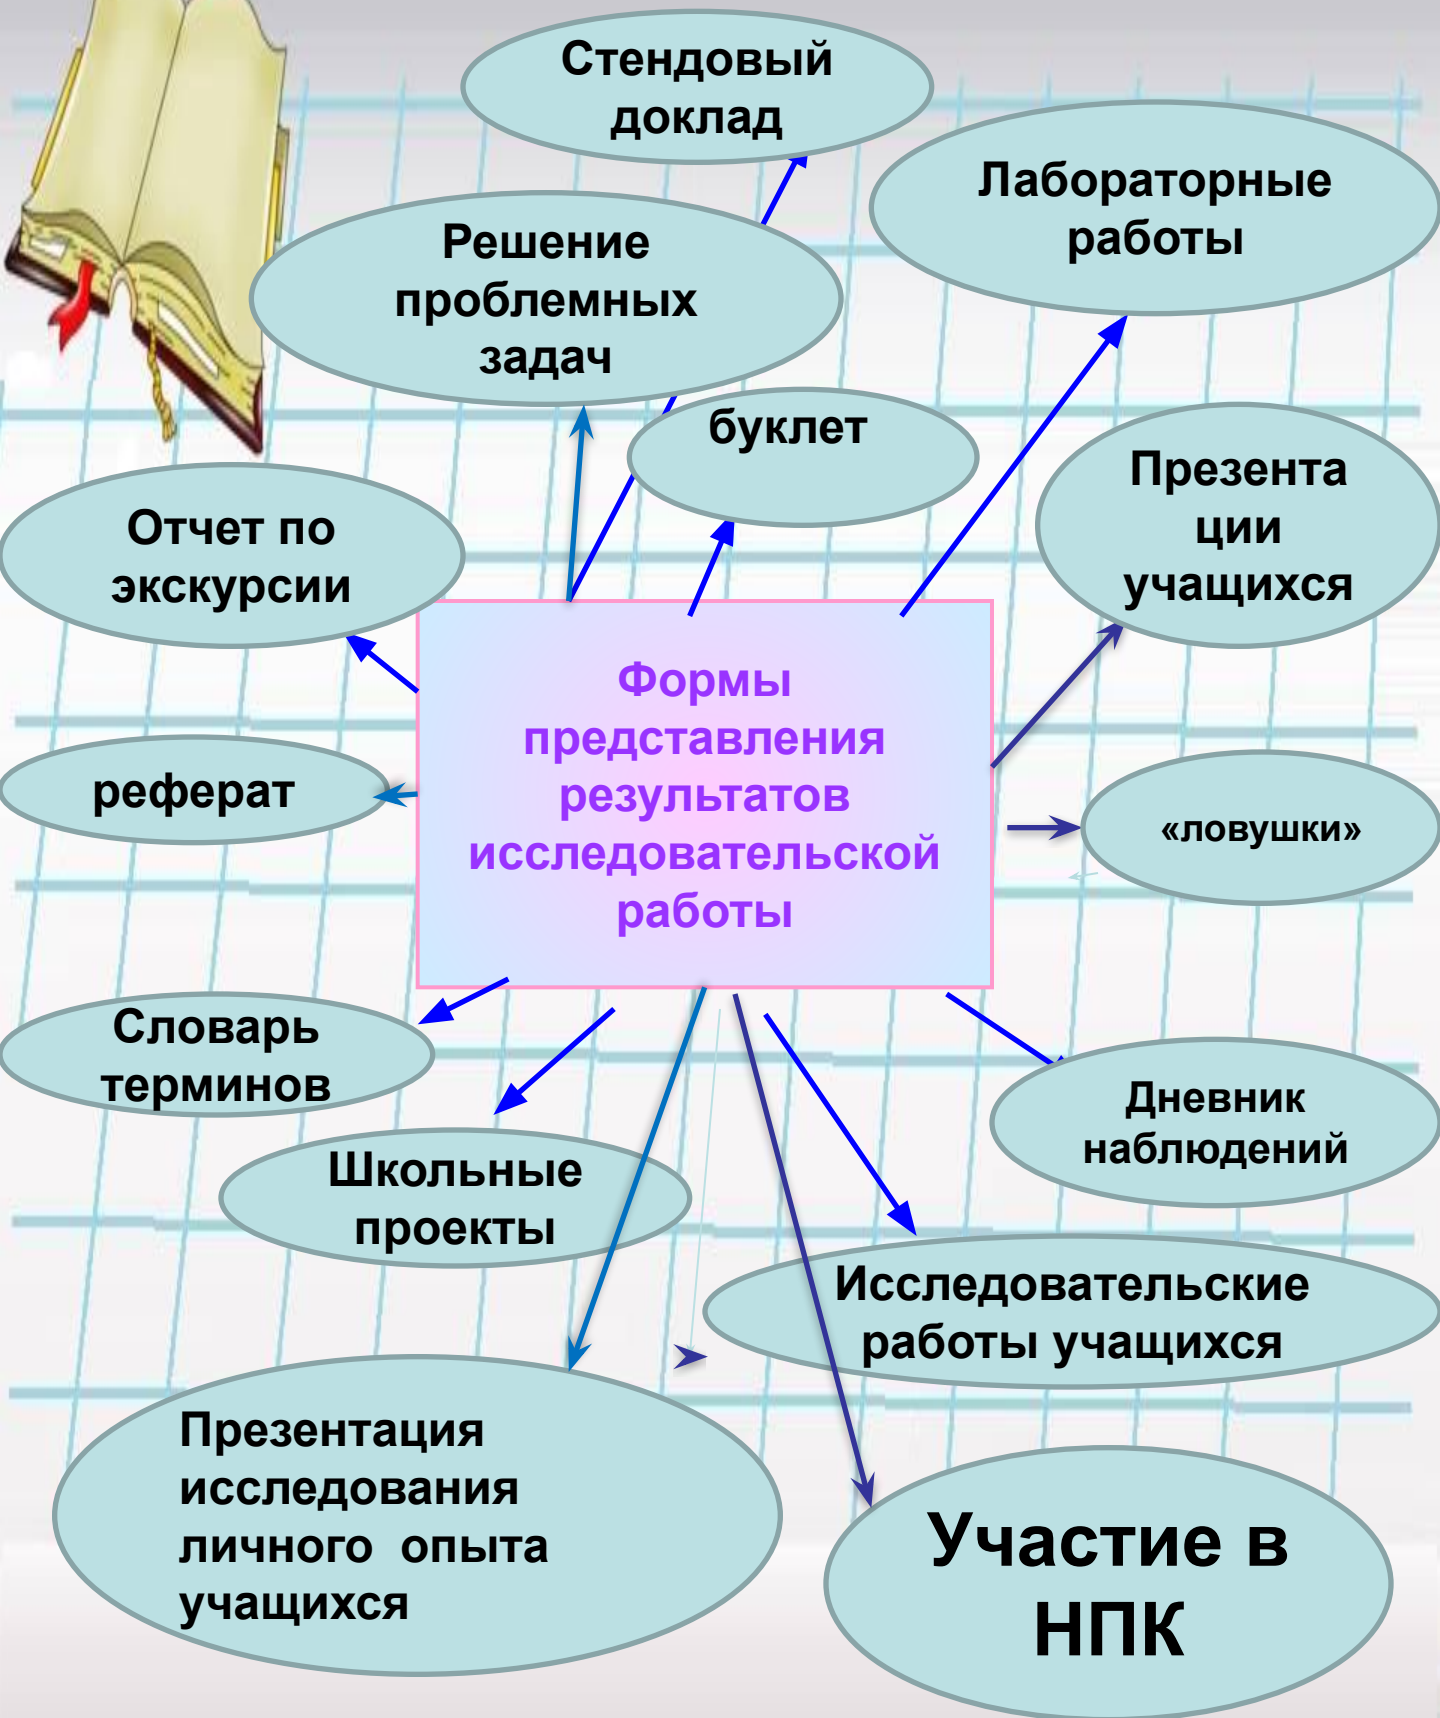 Стендовый
доклад
Лабораторные
работы
Решение
проблемных
задач
буклет
Презента
ции
учащихся
Отчет по
экскурсии
Формы
представления
результатов
исследовательской
работы
реферат
«ловушки»
Словарь
терминов
Дневник
наблюдений
Школьные
проекты
Исследовательские
работы учащихся
Презентация
исследования
личного опыта
учащихся
Участие в
НПК